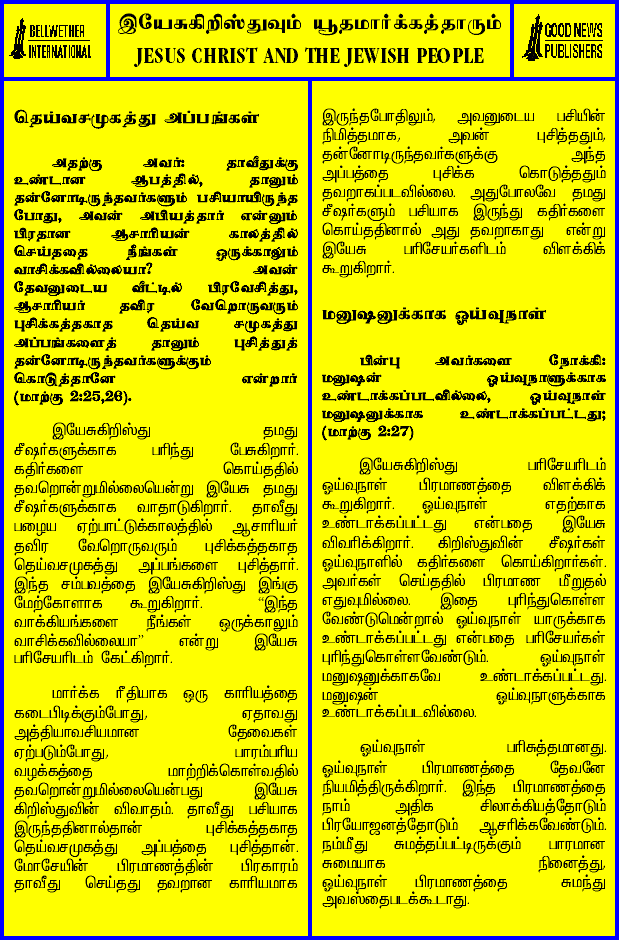 BELLWETHER
INTERNATIONAL
இயேசுகிறிஸ்துவும் யூதமார்க்கத்தாரும்
JESUS CHRIST AND THE JEWISH PEOPLE
GOOD NEWS
PUBLISHERS
தெய்வசமுகத்து அப்பங்கள்
அதற்கு அவர்: தாவீதுக்கு
உண்டான ஆபத்தில், தானும்
தன்னோடிருந்தவர்களும் பசியாயிருந்த
போது, அவன் அபியத்தார் என்னும்
பிரதான ஆசாரியன் காலத்தில்
செய்ததை நீங்கள் ஒருக்காலும்
வாசிக்கவில்லையா? அவன்
தேவனுடைய வீட்டில் பிரவேசித்து,
ஆசாரியர் தவிர வேறொருவரும்
புசிக்கத்தகாத தெய்வ சமுகத்து
அப்பங்களைத் தானும் புசித்துத்
தன்னோடிருந்தவர்களுக்கும்
கொடுத்தானே என்றார்
(மாற்கு 2:25,26).
இயேசுகிறிஸ்து தமது
சீஷர்களுக்காக பரிந்து பேசுகிறார்.
கதிர்களை கொய்ததில்
தவறொன்றுமில்லையென்று இயேசு தமது
சீஷர்களுக்காக வாதாடுகிறார். தாவீது
பழைய ஏற்பாட்டுக்காலத்தில் ஆசாரியர்
தவிர வேறொருவரும் புசிக்கத்தகாத
தெய்வசமுகத்து அப்பங்களை புசித்தார்.
இந்த சம்பவத்தை இயேசுகிறிஸ்து இங்கு
மேற்கோளாக கூறுகிறார். “இந்த
வாக்கியங்களை நீங்கள் ஒருக்காலும்
வாசிக்கவில்லையா” என்று இயேசு
பரிசேயரிடம் கேட்கிறார்.
மார்க்க ரீதியாக ஒரு காரியத்தை
கடைபிடிக்கும்போது, ஏதாவது
அத்தியாவசியமான தேவைகள்
ஏற்படும்போது, பாரம்பரிய
வழக்கத்தை மாற்றிக்கொள்வதில்
தவறொன்றுமில்லையென்பது இயேசு
கிறிஸ்துவின் விவாதம். தாவீது பசியாக
இருந்ததினால்தான் புசிக்கத்தகாத
தெய்வசமுகத்து அப்பத்தை புசித்தான்.
மோசேயின் பிரமாணத்தின் பிரகாரம்
தாவீது செய்தது தவறான காரியமாக
இருந்தபோதிலும், அவனுடைய பசியின்
நிமித்தமாக, அவன் புசித்ததும்,
தன்னோடிருந்தவர்களுக்கு அந்த
அப்பத்தை புசிக்க கொடுத்ததும்
தவறாகப்படவில்லை. அதுபோலவே தமது
சீஷர்களும் பசியாக இருந்து கதிர்களை
கொய்ததினால் அது தவறாகாது என்று
இயேசு பரிசேயர்களிடம் விளக்கிக்
கூறுகிறார்.
மனுஷனுக்காக ஓய்வுநாள்
பின்பு அவர்களை நோக்கி:
மனுஷன் ஓய்வுநாளுக்காக
உண்டாக்கப்படவில்லை, ஓய்வுநாள்
மனுஷனுக்காக உண்டாக்கப்பட்டது;
(மாற்கு 2:27)
இயேசுகிறிஸ்து பரிசேயரிடம்
ஓய்வுநாள் பிரமாணத்தை விளக்கிக்
கூறுகிறார். ஓய்வுநாள் எதற்காக
உண்டாக்கப்பட்டது என்பதை இயேசு
விவரிக்கிறார். கிறிஸ்துவின் சீஷர்கள்
ஓய்வுநாளில் கதிர்களை கொய்கிறார்கள்.
அவர்கள் செய்ததில் பிரமாண மீறுதல்
எதுவுமில்லை. இதை புரிந்துகொள்ள
வேண்டுமென்றால் ஓய்வுநாள் யாருக்காக
உண்டாக்கப்பட்டது என்பதை பரிசேயர்கள்
புரிந்துகொள்ளவேண்டும். ஓய்வுநாள்
மனுஷனுக்காகவே உண்டாக்கப்பட்டது.
மனுஷன் ஓய்வுநாளுக்காக
உண்டாக்கப்படவில்லை.
ஓய்வுநாள் பரிசுத்தமானது.
ஓய்வுநாள் பிரமாணத்தை தேவனே
நியமித்திருக்கிறார். இந்த பிரமாணத்தை
நாம் அதிக சிலாக்கியத்தோடும்
பிரயோஜனத்தோடும் ஆசரிக்கவேண்டும்.
நம்மீது சுமத்தப்பட்டிருக்கும் பாரமான
சுமையாக நினைத்து,
ஓய்வுநாள் பிரமாணத்தை சுமந்து
அவஸ்தைபடக்கூடாது.